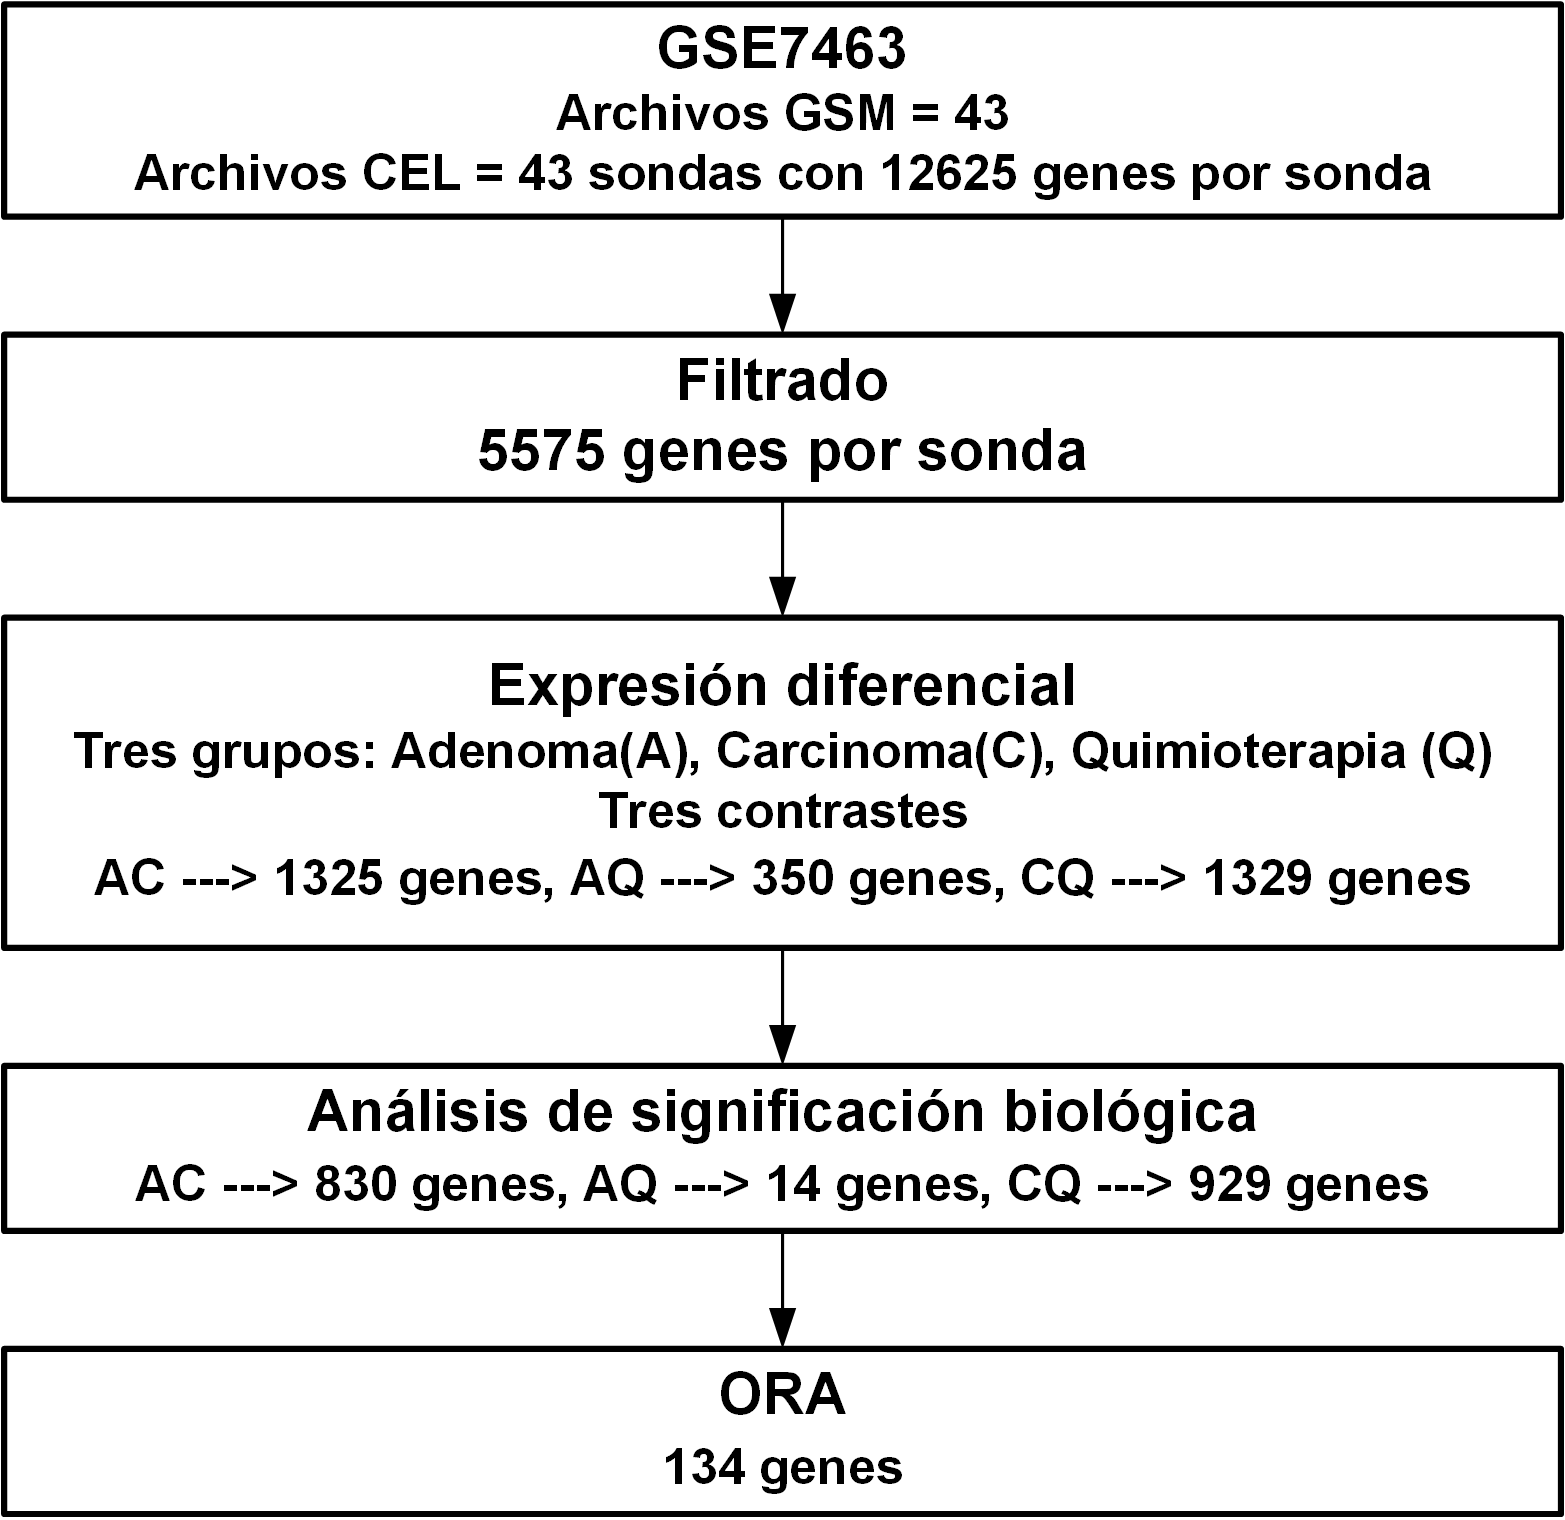 GSE7463
Archivos GSM = 43
Archivos CEL = 43 sondas con 12625 genes por sonda
Filtrado
5575 genes por sonda
Expresión diferencial
Tres grupos: Adenoma(A), Carcinoma(C), Quimioterapia (Q)
Tres contrastes
AC ---> 1325 genes, AQ ---> 350 genes, CQ ---> 1329 genes
Análisis de significación biológica
AC ---> 830 genes, AQ ---> 14 genes, CQ ---> 929 genes
ORA
134 genes